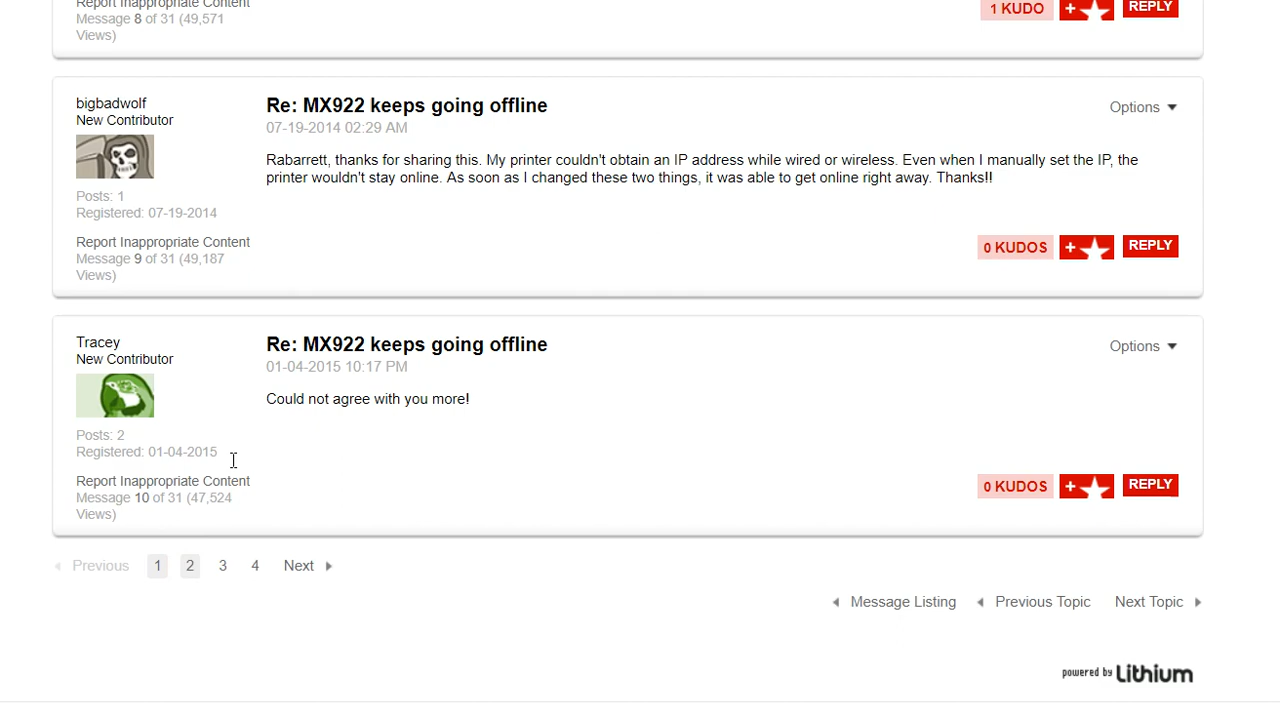 Report Inappropriate Content
Message 8 of 31 (49,571
Views)
1 KUDO
+
REPLY
bigbadwolf
New Contributor
Posts: 1
Registered: 07-19-2014
Report Inappropriate Content
Message 9 of 31 (49,187
Views)
Re: MX922 keeps going offline
07-19-2014 02:29 AM
Options
Rabarrett, thanks for sharing this. My printer couldn't obtain an IP address while wired or wireless. Even when I manually set the IP, the
printer wouldn't stay online. As soon as I changed these two things, it was able to get online right away. Thanks!!
0 KUDOS
+
REPLY
Tracey
New Contributor
Posts: 2
Registered: 01-04-2015
Report Inappropriate Content
Message 10 of 31 (47,524
Views)
Re: MX922 keeps going offline
01-04-2015 10:17 PM
Options
Could not agree with you more!
0 KUDOS
+
REPLY
Previous 1 2 3 4 Next
Message Listing Previous Topic Next Topic
powered by Lithium